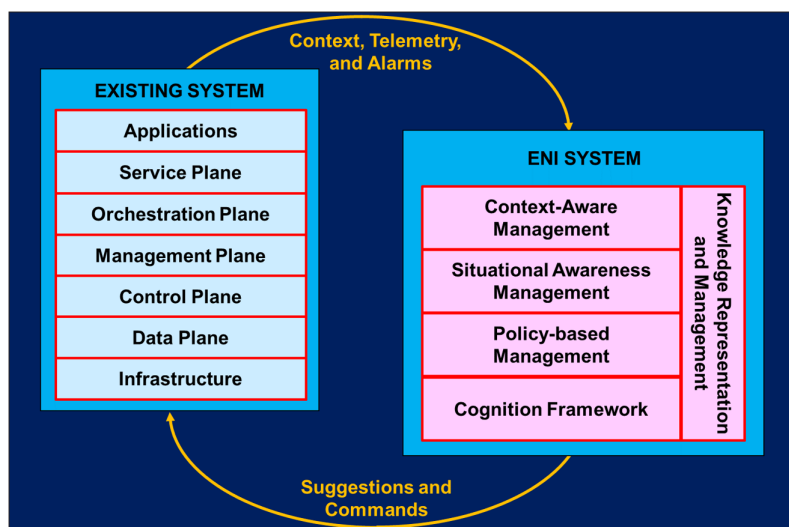 Context, Telemetry,
and Alarms
EXISTING SYSTEM
Applications
Service Plane
Orchestration Plane
Management Plane
Control Plane
Data Plane
Infrastructure
ENI SYSTEM
Context-Aware
Management
Situational Awareness
Management
Policy-based
Management
Cognition Framework
Knowledge Representation
and Management
Suggestions and
Commands